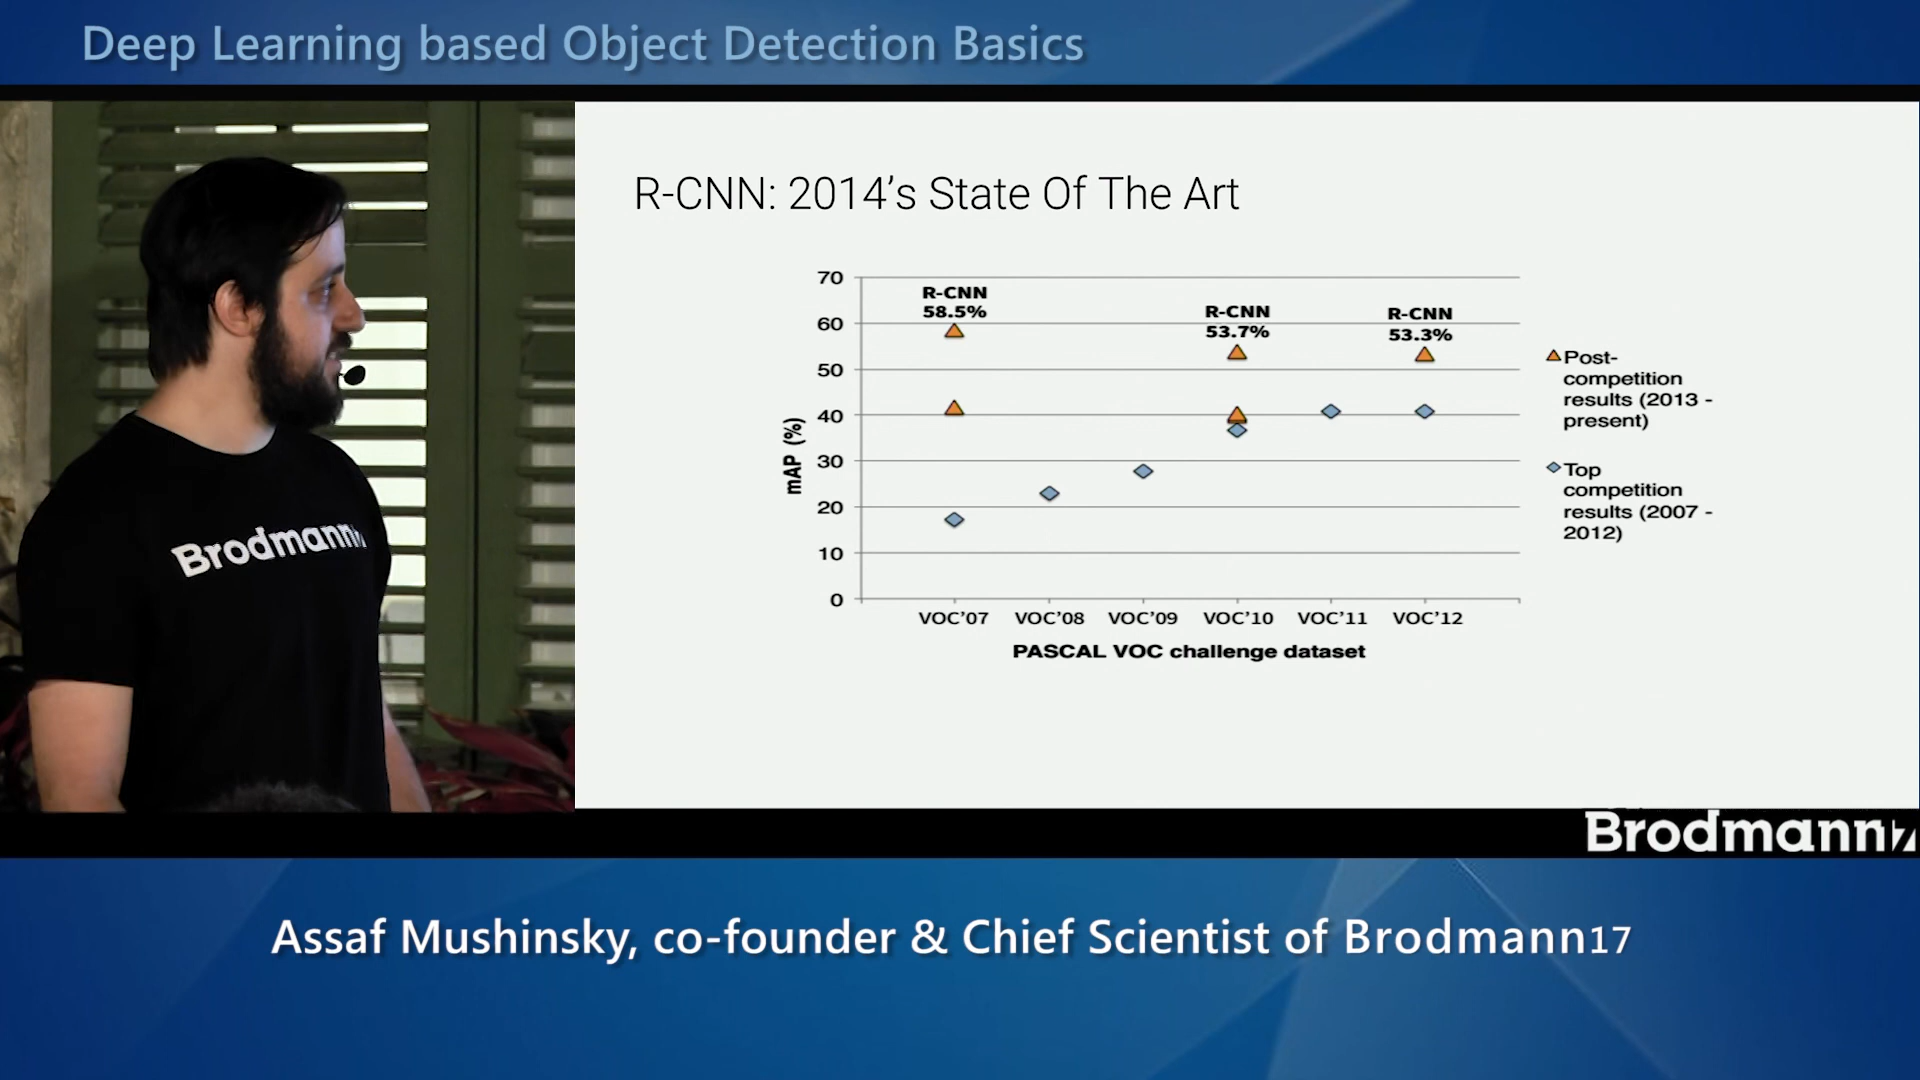 Deep Learning based Object Detection Basics
Brodmann
R-CNN: 2014’s State Of The Art
70
60
50
40
30
20
10
0
mAP (%)
R-CNN
58.5%
R-CNN
53.7%
R-CNN
53.3%
VOC’07
VOC’08
VOC’09
VOC’10
VOC’11
VOC’12
PASCAL VOC challenge dataset
Post-
competition
results (2013 -
present)
Top
competition
results (2007 -
2012)
Brodmann17
Assaf Mushinsky, co-founder & Chief Scientist of Brodmann17